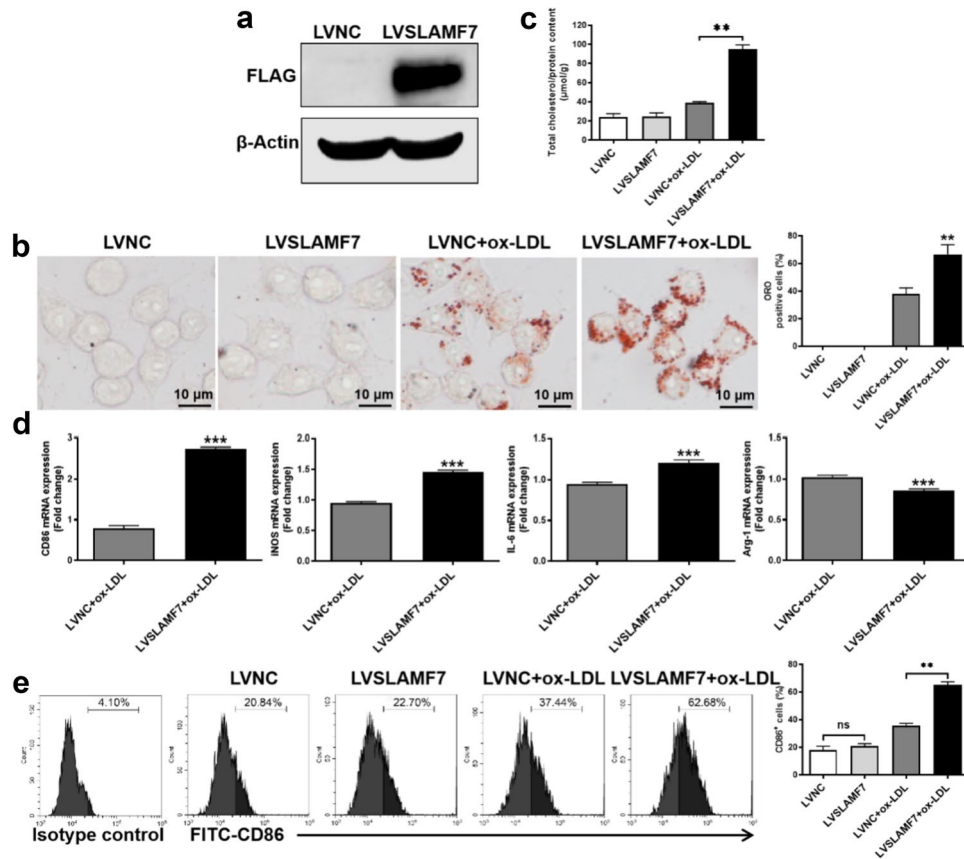 a
LVNC LVSLAMF7
FLAG
β-Actin
c
Total cholesterol/protein content
(μmol/g)
120
100
80
60
40
20
0
**
LVNC
LVSLAMF7
LVNC+ox-LDL
LVSLAMF7+ox-LDL
b
LVNC LVSLAMF7 LVNC+ox-LDL LVSLAMF7+ox-LDL
10 μm 10 μm 10 μm 10 μm
ORO
positive cells (%)
80
60
40
20
0
**
LVNC
LVSLAMF7
LVNC+ox-LDL
LVSLAMF7+ox-LDL
d
CD86 mRNA expression
(Fold change)
3
2
1
0
***
LVNC+ox-LDL
LVSLAMF7+ox-LDL
iNOS mRNA expression
(Fold change)
2.0
1.5
1.0
0.5
0.0
***
LVNC+ox-LDL
LVSLAMF7+ox-LDL
IL-6 mRNA expression
(Fold change)
1.5
1.0
0.5
0.0
***
LVNC+ox-LDL
LVSLAMF7+ox-LDL
Arg-1 mRNA expression
(Fold change)
1.5
1.0
0.5
0.0
***
LVNC+ox-LDL
LVSLAMF7+ox-LDL
e
LVNC LVSLAMF7 LVNC+ox-LDL LVSLAMF7+ox-LDL
4.10% 20.84% 22.70% 37.44% 62.68%
Count Count Count Count Count
Isotype control FITC-CD86
CD86⁺ cells (%)
80
60
40
20
0
ns
**
LVNC
LVSLAMF7
LVNC+ox-LDL
LVSLAMF7+ox-LDL